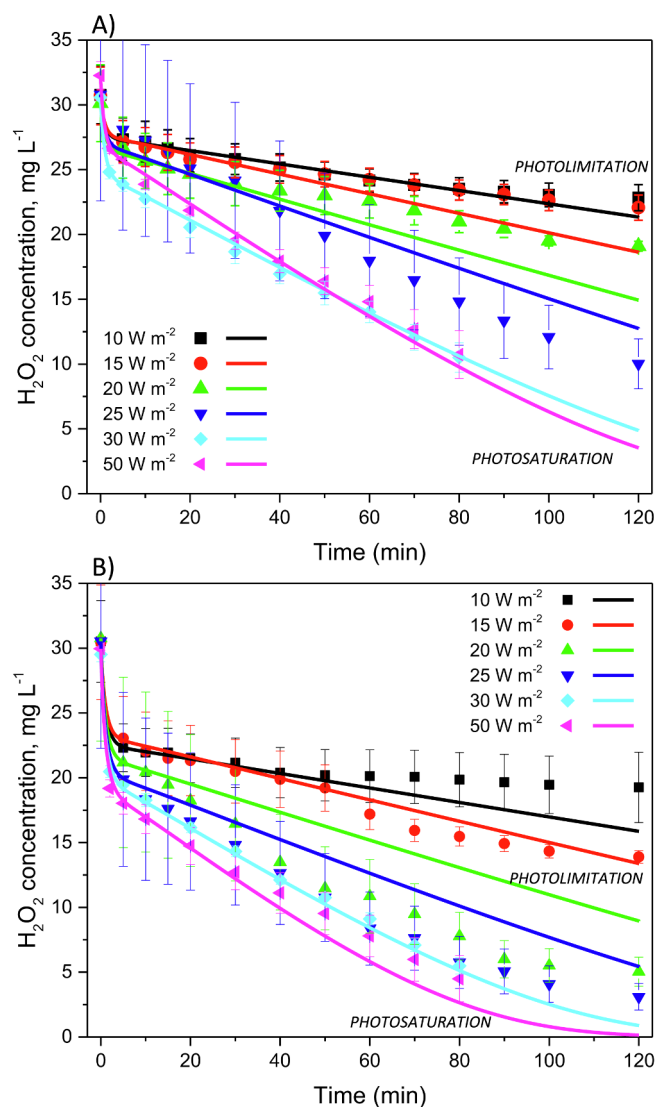 A)
35
30
25
20
15
10
5
0
H₂O₂ concentration, mg L⁻¹
PHOTOLIMITATION
10 W m⁻²
15 W m⁻²
20 W m⁻²
25 W m⁻²
30 W m⁻²
50 W m⁻²
PHOTOSATURATION
0 20 40 60 80 100 120
Time (min)
B)
35
30
25
20
15
10
5
0
H₂O₂ concentration, mg L⁻¹
10 W m⁻²
15 W m⁻²
20 W m⁻²
25 W m⁻²
30 W m⁻²
50 W m⁻²
PHOTOLIMITATION
PHOTOSATURATION
0 20 40 60 80 100 120
Time (min)